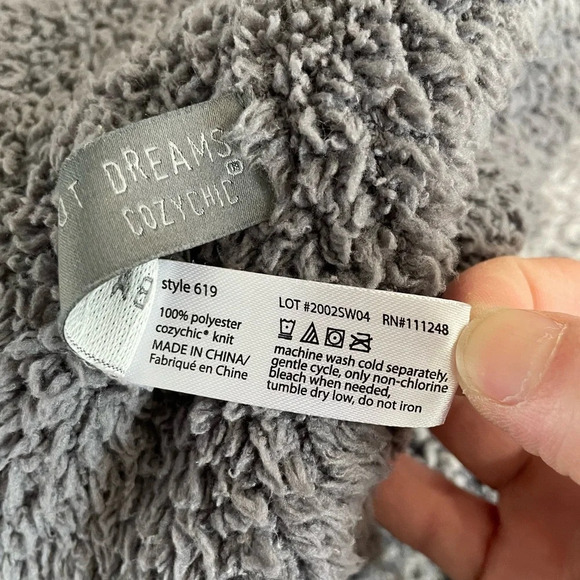 DREAMS
COZYCHIC®
style 619
100% polyester
cozychic® knit
MADE IN CHINA/
Fabriqué en Chine
LOT #2002SW04 RN#111248
machine wash cold separately,
gentle cycle, only non-chlorine
bleach when needed,
tumble dry low, do not iron